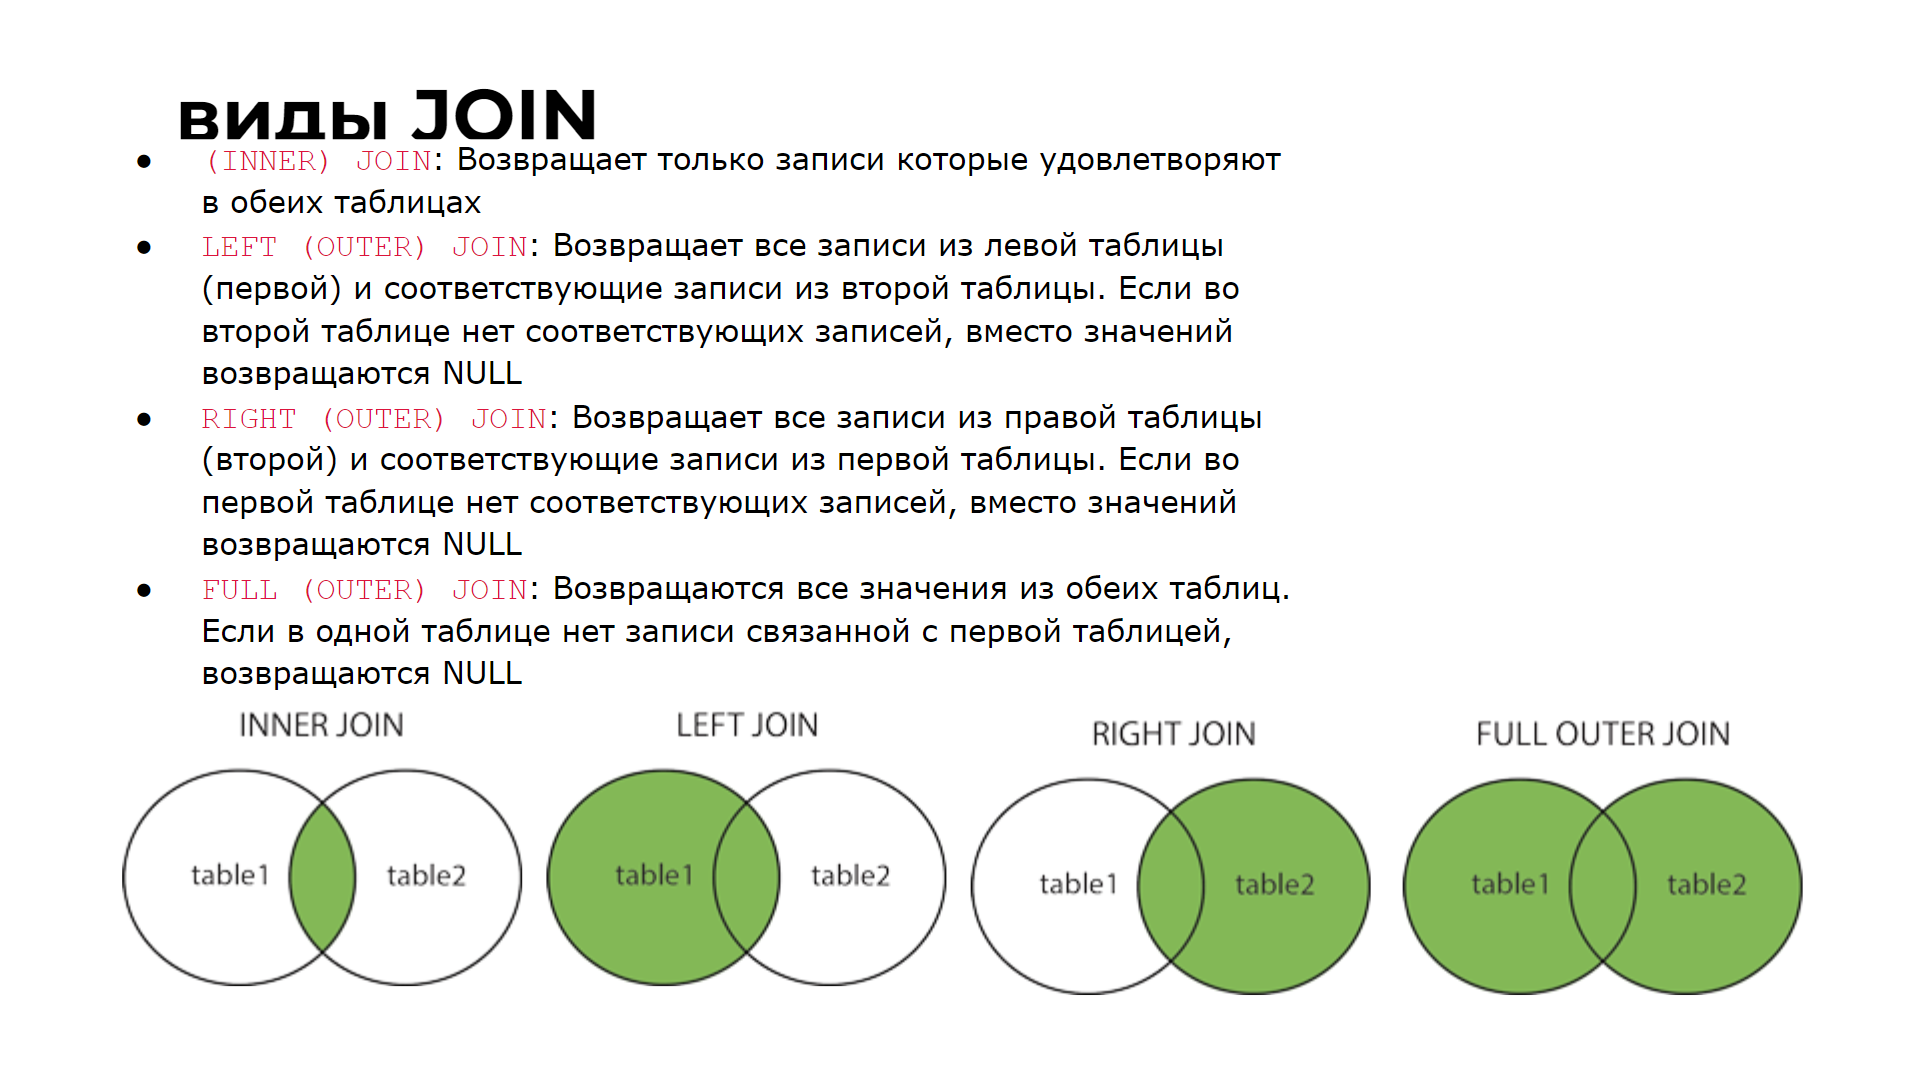 виды JOIN
● (INNER) JOIN: Возвращает только записи которые удовлетворяют
в обеих таблицах
● LEFT (OUTER) JOIN: Возвращает все записи из левой таблицы
(первой) и соответствующие записи из второй таблицы. Если во
второй таблице нет соответствующих записей, вместо значений
возвращаются NULL
● RIGHT (OUTER) JOIN: Возвращает все записи из правой таблицы
(второй) и соответствующие записи из первой таблицы. Если во
первой таблице нет соответствующих записей, вместо значений
возвращаются NULL
● FULL (OUTER) JOIN: Возвращаются все значения из обеих таблиц.
Если в одной таблице нет записи связанной с первой таблицей,
возвращаются NULL
INNER JOIN
table1
table2
LEFT JOIN
table1
table2
RIGHT JOIN
table1
table2
FULL OUTER JOIN
table1
table2